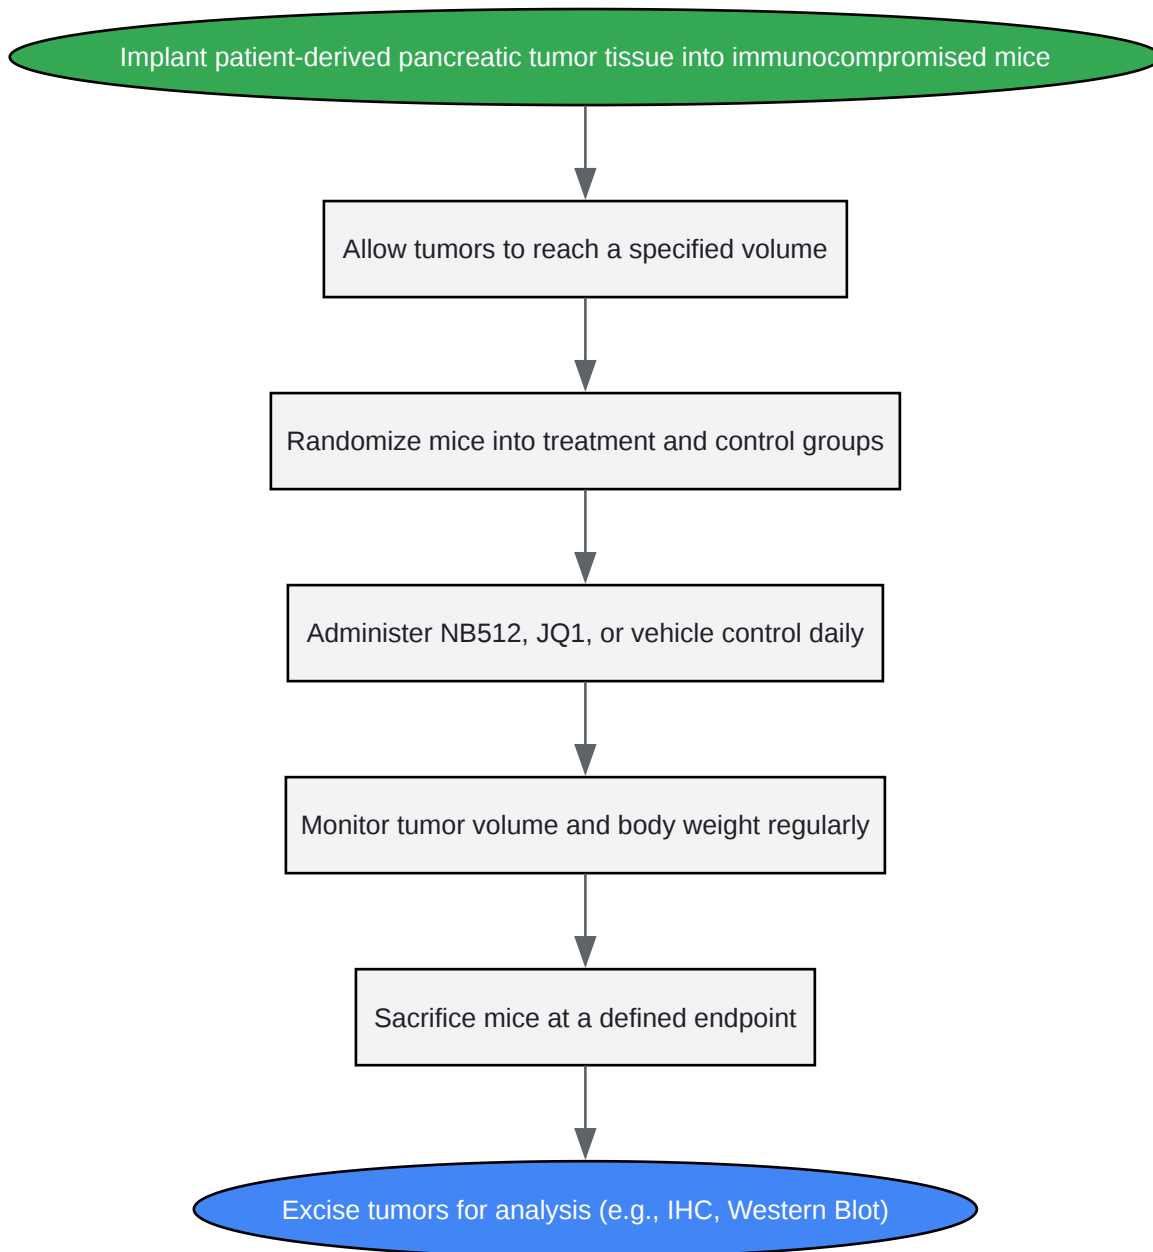 Implant patient-derived pancreatic tumor tissue into immunocompromised mice
Allow tumors to reach a specified volume
Randomize mice into treatment and control groups
Administer NB512, JQ1, or vehicle control daily
Monitor tumor volume and body weight regularly
Sacrifice mice at a defined endpoint
Excise tumors for analysis (e.g., IHC, Western Blot)